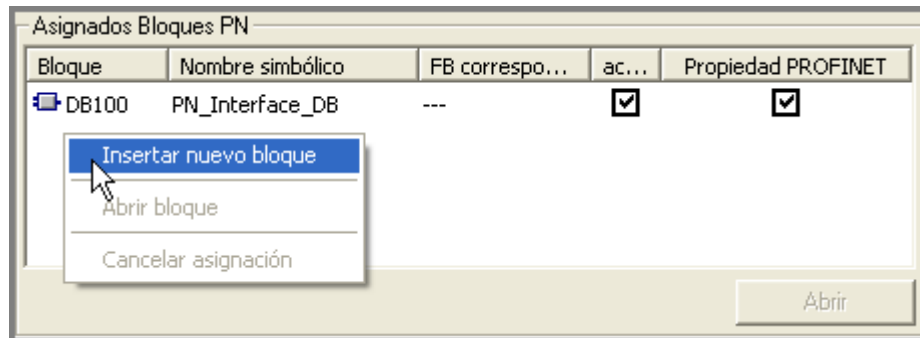 Asignados Bloques PN
Bloque Nombre simbólico FB correspo... ac... Propiedad PROFINET
DB100 PN_Interface_DB ---
Insertar nuevo bloque
Abrir bloque
Cancelar asignación
Abrir